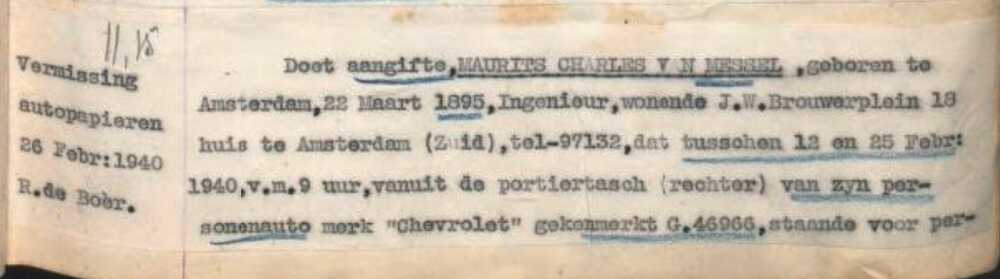 11,15
Vermissing
autopapieren
26 Febr:1940
R.de Boèr.
Doet aangifte,MAURITS CHARLES V N MESSEL ,geboren te
Amsterdam,22 Maart 1895,Ingenieur,wonende J.W.Brouwerplein 18
huis te Amsterdam (Zuid),tel-97132,dat tusschen 12 en 25 Febr:
1940,v.m.9 uur,vanuit de portiertasch (rechter) van zyn per-
sonenauto merk "Chevrolet" gekenmerkt G.46966,staande voor per-